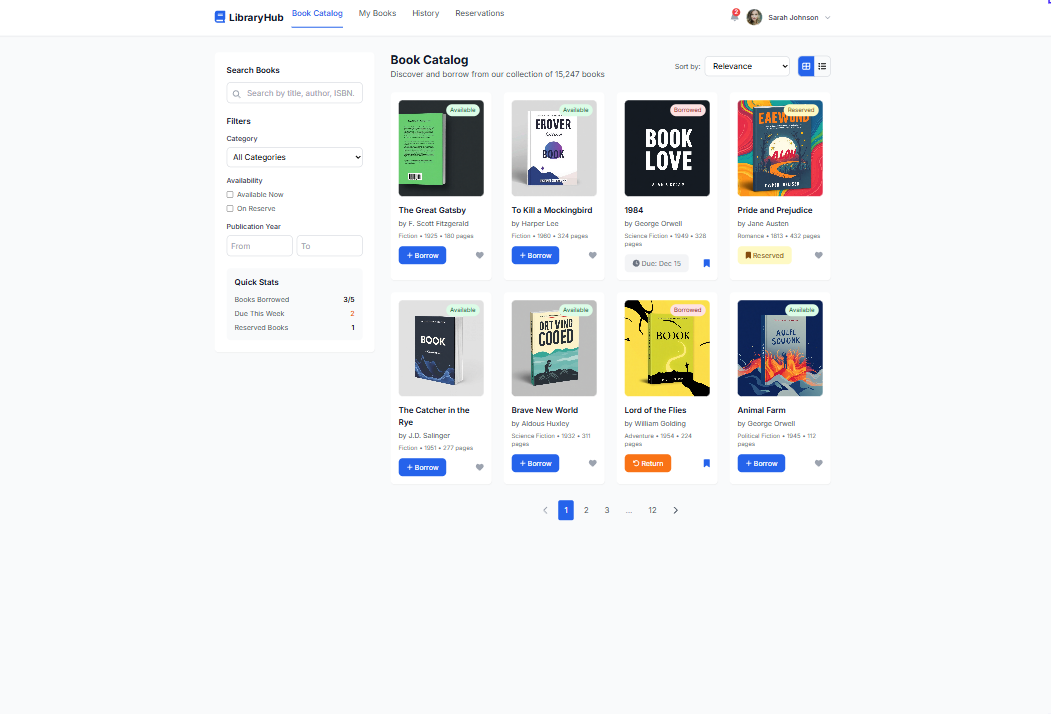 LibraryHub
Book Catalog
My Books
History
Reservations
2
Sarah Johnson
Search Books
Search by title, author, ISBN.
Filters
Category
All Categories
Availability
Available Now
On Reserve
Publication Year
From
To
Quick Stats
Books Borrowed 3/5
Due This Week 2
Reserved Books 1
Book Catalog
Discover and borrow from our collection of 15,247 books
Sort by:
Relevance
Available
The Great Gatsby
by F. Scott Fitzgerald
Fiction • 1925 • 180 pages
+ Borrow
Available
EROVER
BOOK
To Kill a Mockingbird
by Harper Lee
Fiction • 1960 • 324 pages
+ Borrow
Borrowed
BOOK
LOVE
1984
by George Orwell
Science Fiction • 1949 • 328
pages
Due: Dec 15
Reserved
Pride and Prejudice
by Jane Austen
Romance • 1813 • 432 pages
Reserved
Available
BOOK
The Catcher in the
Rye
by J.D. Salinger
Fiction • 1951 • 277 pages
+ Borrow
Available
COOED
Brave New World
by Aldous Huxley
Science Fiction • 1932 • 311
pages
+ Borrow
Borrowed
Lord of the Flies
by William Golding
Adventure • 1954 • 224
pages
Return
Available
Animal Farm
by George Orwell
Political Fiction • 1945 • 112
pages
+ Borrow
1
2
3
...
12